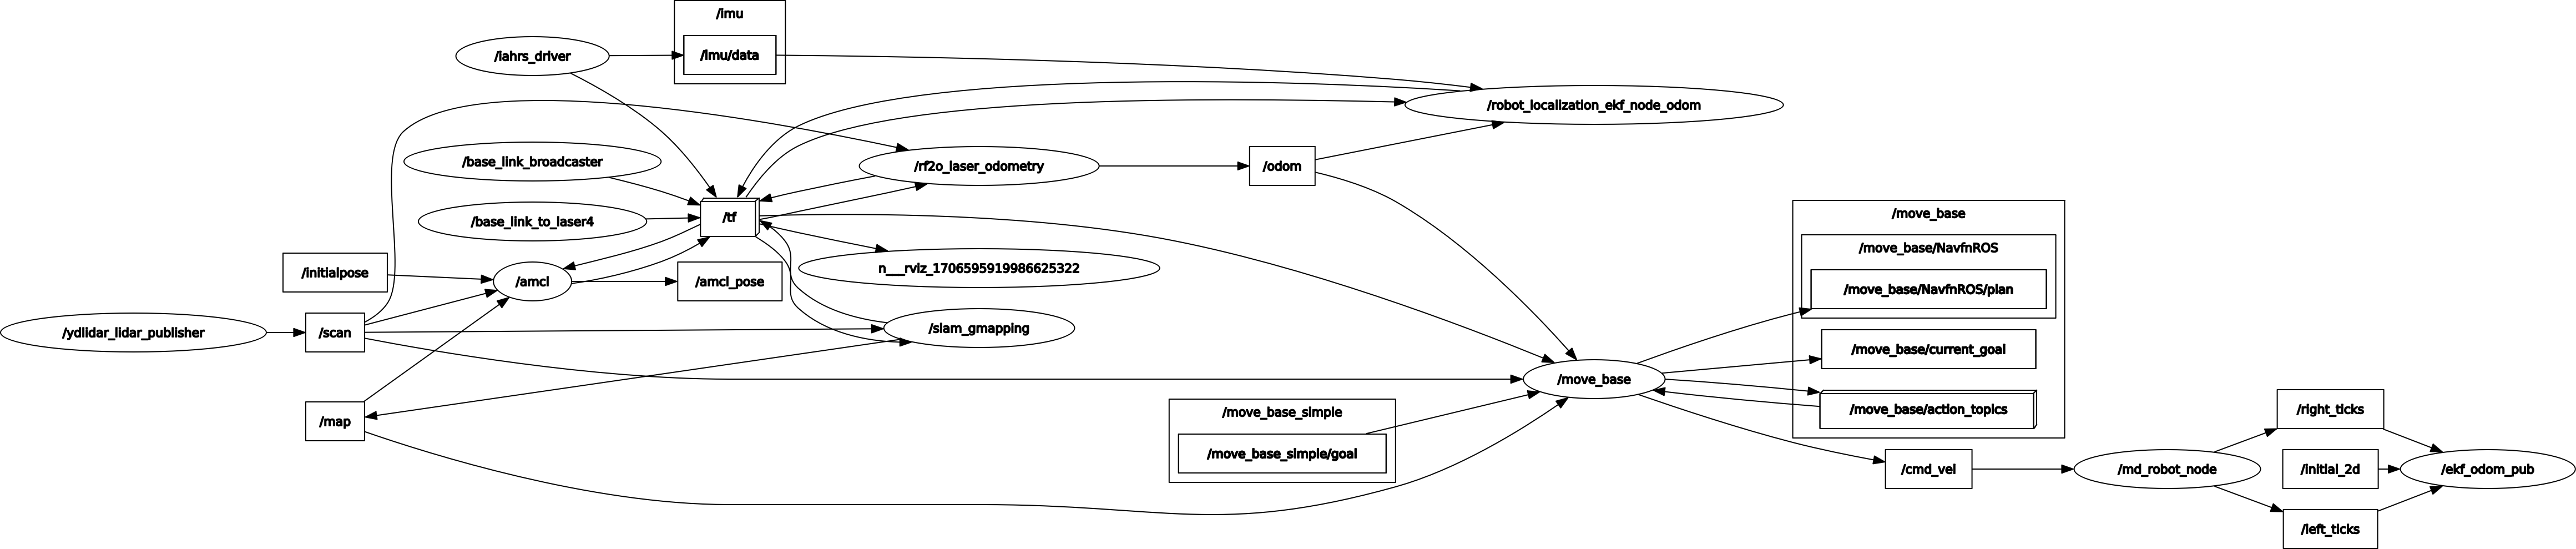 /imu
/iahrs_driver
/imu/data
/robot_localization_ekf_node_odom
/base_link_broadcaster
/rf2o_laser_odometry
/odom
/base_link_to_laser4
/tf
/move_base
/move_base/NavfnROS
/initialpose
/amcl
/amcl_pose
n___rviz_1706595919986625322
/move_base/NavfnROS/plan
/ydlidar_lidar_publisher
/scan
/slam_gmapping
/move_base/current_goal
/move_base
/move_base/action_topics
/map
/move_base_simple
/move_base_simple/goal
/right_ticks
/cmd_vel
/md_robot_node
/initial_2d
/ekf_odom_pub
/left_ticks